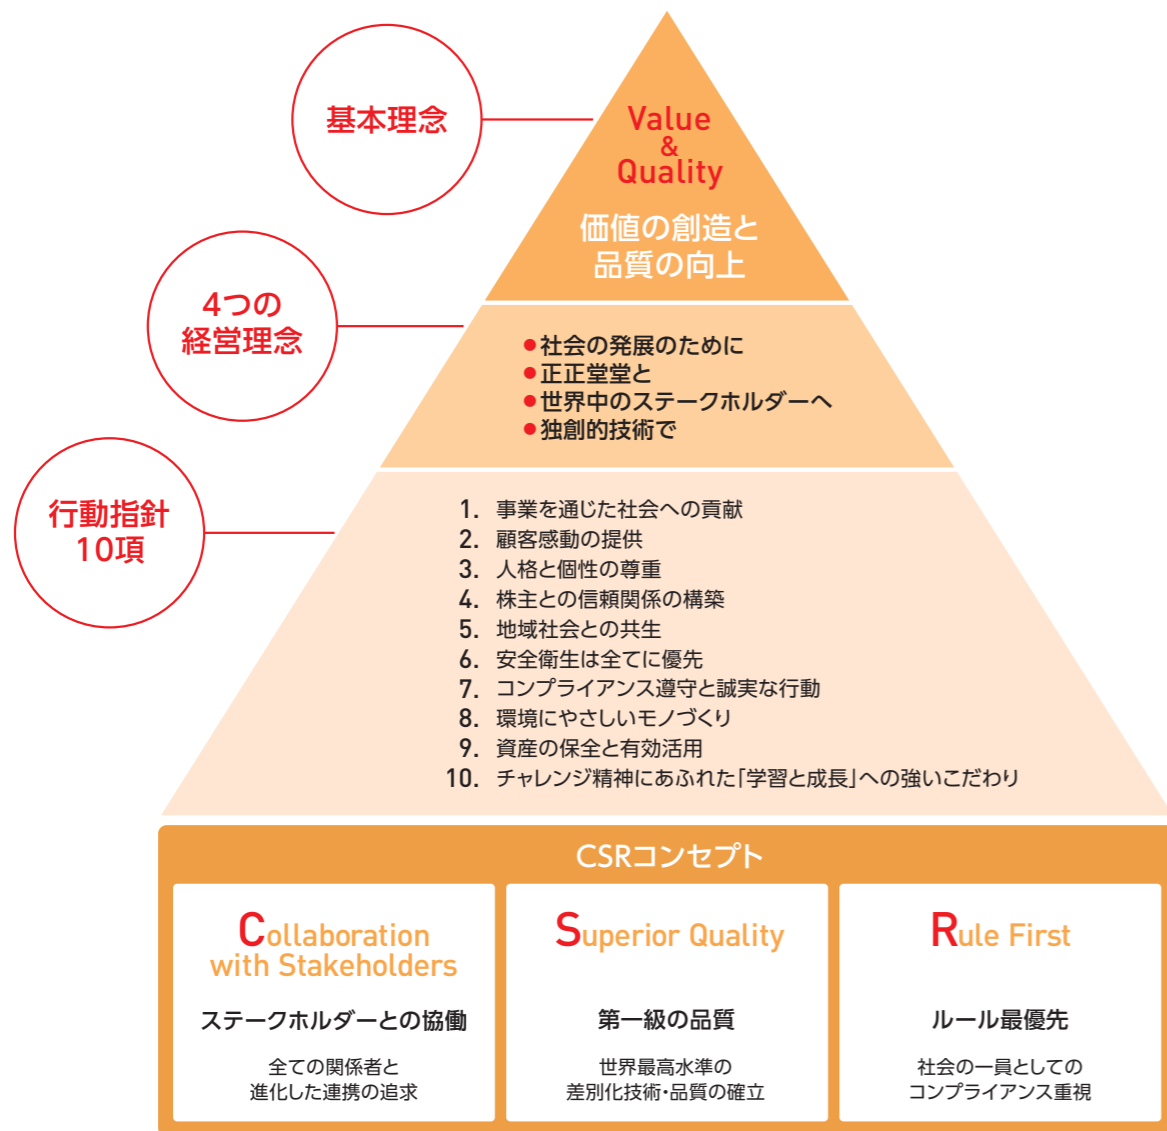 基本理念
Value
&
Quality
価値の創造と
品質の向上
4つの
経営理念
●社会の発展のために
●正正堂堂と
●世界中のステークホルダーへ
●独創的技術で
行動指針
10項
1. 事業を通じた社会への貢献
2. 顧客感動の提供
3. 人格と個性の尊重
4. 株主との信頼関係の構築
5. 地域社会との共生
6. 安全衛生は全てに優先
7. コンプライアンス遵守と誠実な行動
8. 環境にやさしいモノづくり
9. 資産の保全と有効活用
10. チャレンジ精神にあふれた「学習と成長」への強いこだわり
CSRコンセプト
Collaboration
with Stakeholders
ステークホルダーとの協働
全ての関係者と
進化した連携の追求
Superior Quality
第一級の品質
世界最高水準の
差別化技術・品質の確立
Rule First
ルール最優先
社会の一員としての
コンプライアンス重視